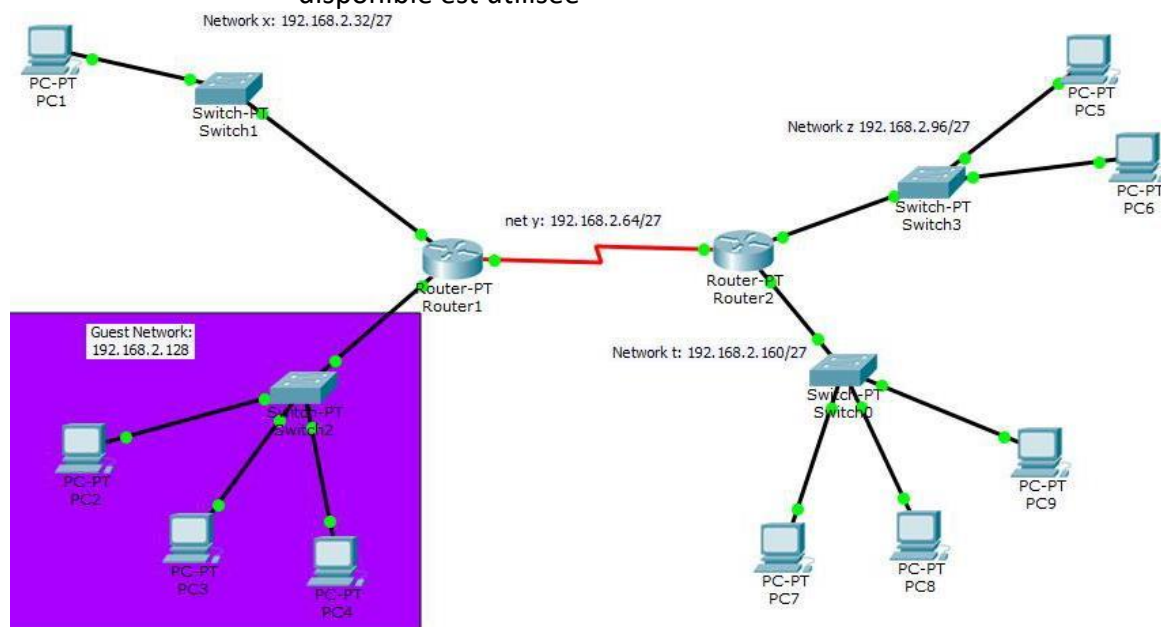 disponible est utilisée
Network x: 192.168.2.32/27
PC-PT
PC1
Switch-PT
Switch1
PC-PT
PC5
Network z 192.168.2.96/27
PC-PT
PC6
Switch-PT
Switch3
net y: 192.168.2.64/27
Router-PT
Router1
Router-PT
Router2
Guest Network:
192.168.2.128
Network t: 192.168.2.160/27
Switch-PT
Switch2
Switch-PT
Switch0
PC-PT
PC2
PC-PT
PC9
PC-PT
PC3
PC-PT
PC4
PC-PT
PC7
PC-PT
PC8